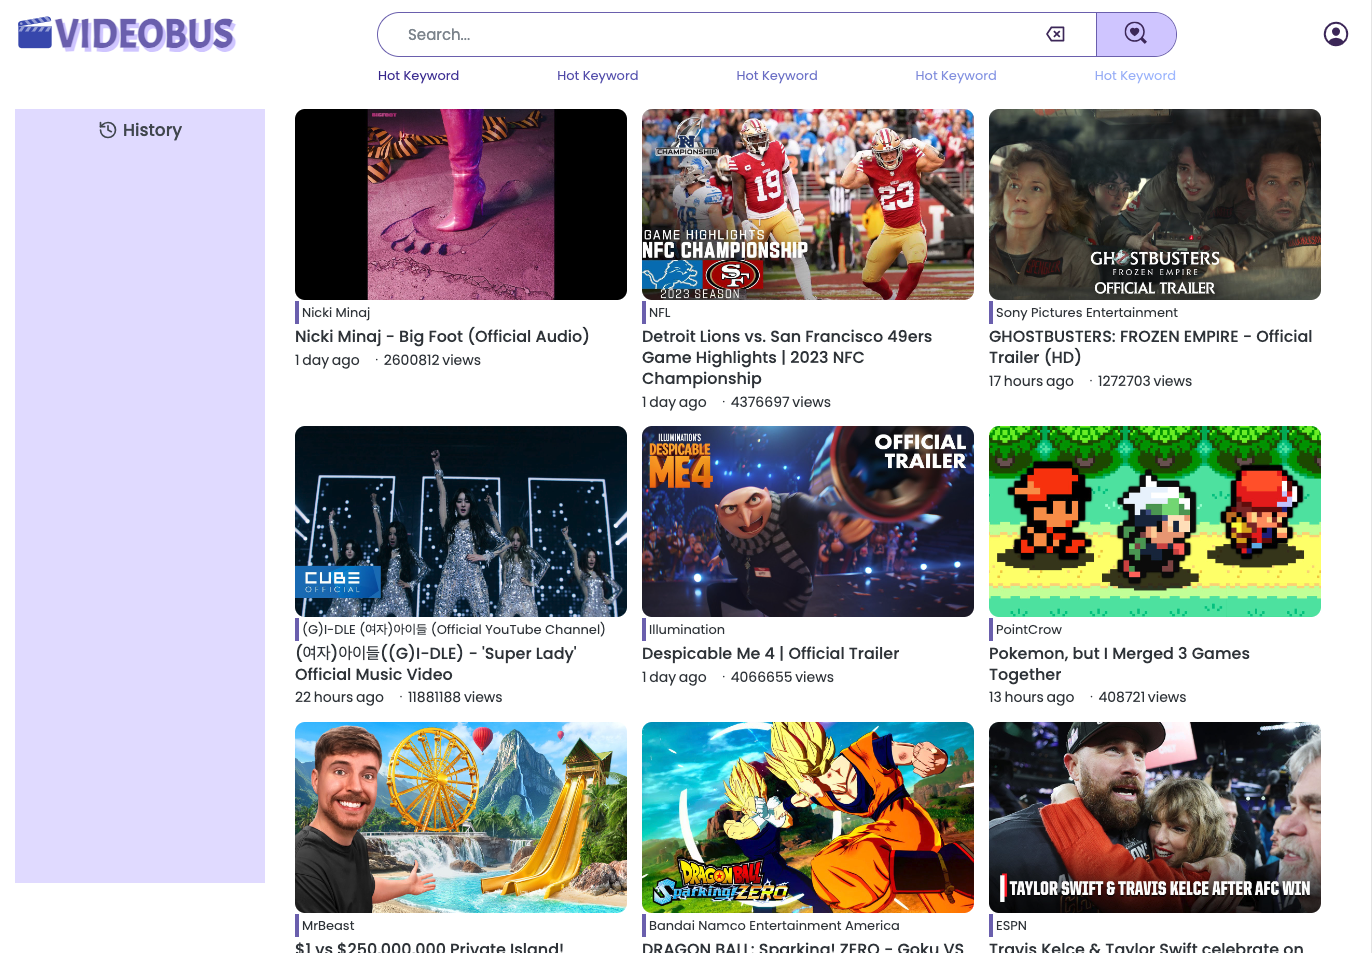 VIDEOBUS
Search...
Hot Keyword
Hot Keyword
Hot Keyword
Hot Keyword
Hot Keyword
History
Nicki Minaj
Nicki Minaj - Big Foot (Official Audio)
1 day ago · 2600812 views
CHAMPIONSHIP
19
23
GAME HIGHLIGHTS
NFC CHAMPIONSHIP
SF
2023 SEASON
NFL
Detroit Lions vs. San Francisco 49ers
Game Highlights | 2023 NFC
Championship
1 day ago · 4376697 views
GHOSTBUSTERS
FROZEN EMPIRE
OFFICIAL TRAILER
Sony Pictures Entertainment
GHOSTBUSTERS: FROZEN EMPIRE - Official
Trailer (HD)
17 hours ago · 1272703 views
CUBE
OFFICIAL
(G)I-DLE (여자)아이들 (Official YouTube Channel)
(여자)아이들((G)I-DLE) - 'Super Lady'
Official Music Video
22 hours ago · 11881188 views
ILLUMINATION'S
DESPICABLE
ME4
OFFICIAL
TRAILER
Illumination
Despicable Me 4 | Official Trailer
1 day ago · 4066655 views
PointCrow
Pokemon, but I Merged 3 Games
Together
13 hours ago · 408721 views
MrBeast
$1 vs $250,000,000 Private Island!
DRAGON BALL
Sparking! ZERO
Bandai Namco Entertainment America
DRAGON BALL: Sparking! ZERO - Goku VS
TAYLOR SWIFT & TRAVIS KELCE AFTER AFC WIN
ESPN
Travis Kelce & Taylor Swift celebrate on